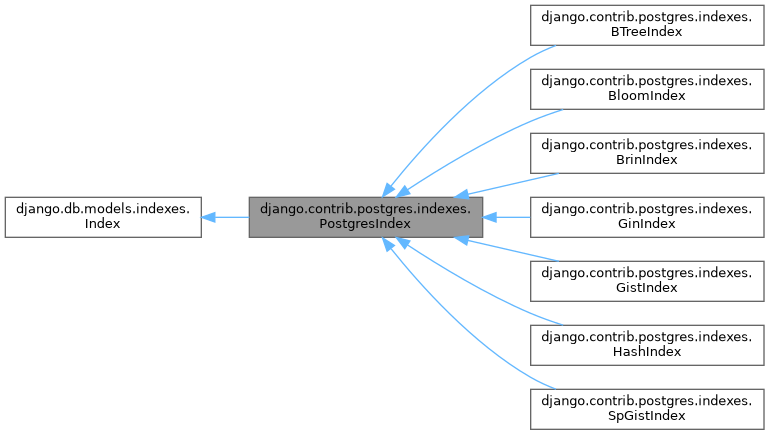 django.db.models.indexes.
Index
django.contrib.postgres.indexes.
PostgresIndex
django.contrib.postgres.indexes.
BTreeIndex
django.contrib.postgres.indexes.
BloomIndex
django.contrib.postgres.indexes.
BrinIndex
django.contrib.postgres.indexes.
GinIndex
django.contrib.postgres.indexes.
GistIndex
django.contrib.postgres.indexes.
HashIndex
django.contrib.postgres.indexes.
SpGistIndex